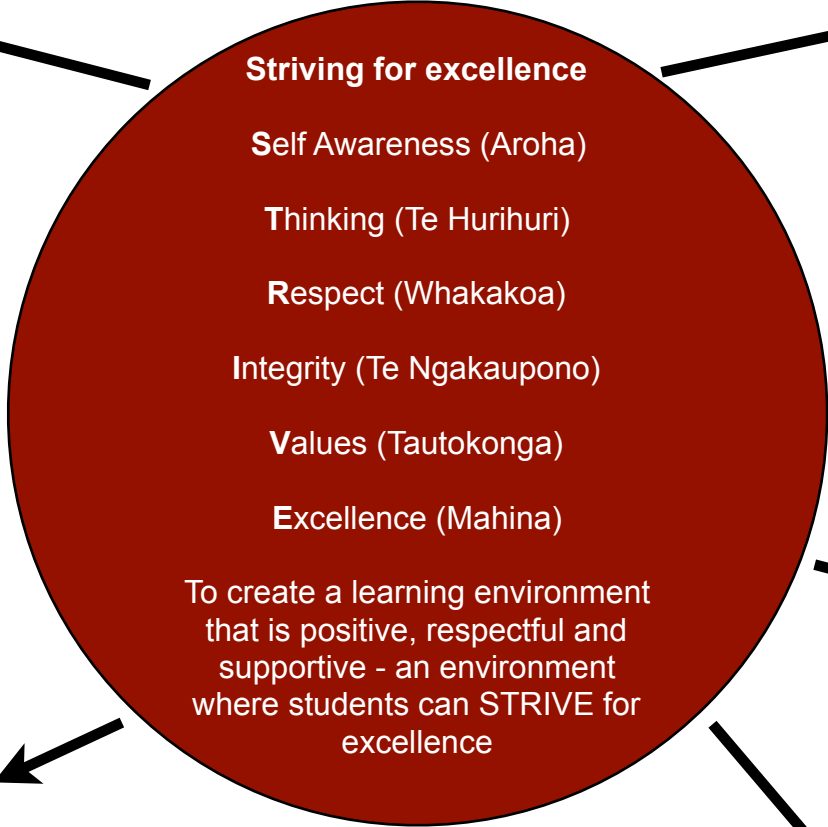 Striving for excellence
Self Awareness (Aroha)
Thinking (Te Hurihuri)
Respect (Whakakoa)
Integrity (Te Ngakaupono)
Values (Tautokonga)
Excellence (Mahina)
To create a learning environment
that is positive, respectful and
supportive - an environment
where students can STRIVE for
excellence